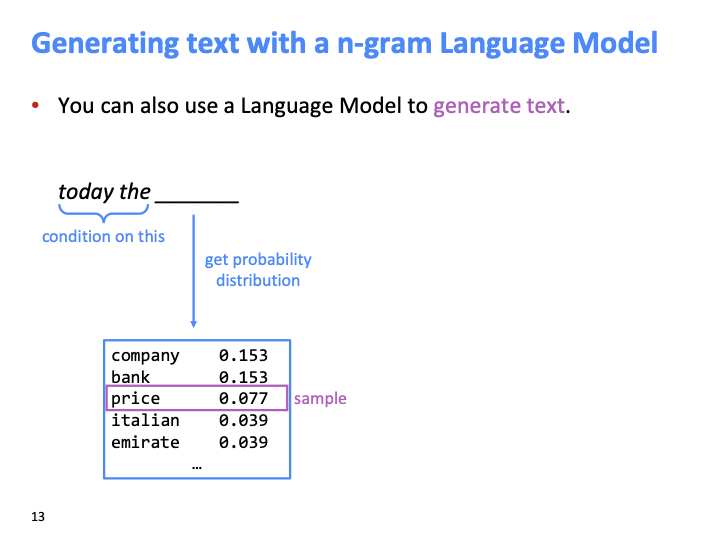 Generating text with a n-gram Language Model
• You can also use a Language Model to generate text.
today the _______
condition on this
get probability
distribution
company 0.153
bank 0.153
price 0.077 sample
italian 0.039
emirate 0.039
…
13